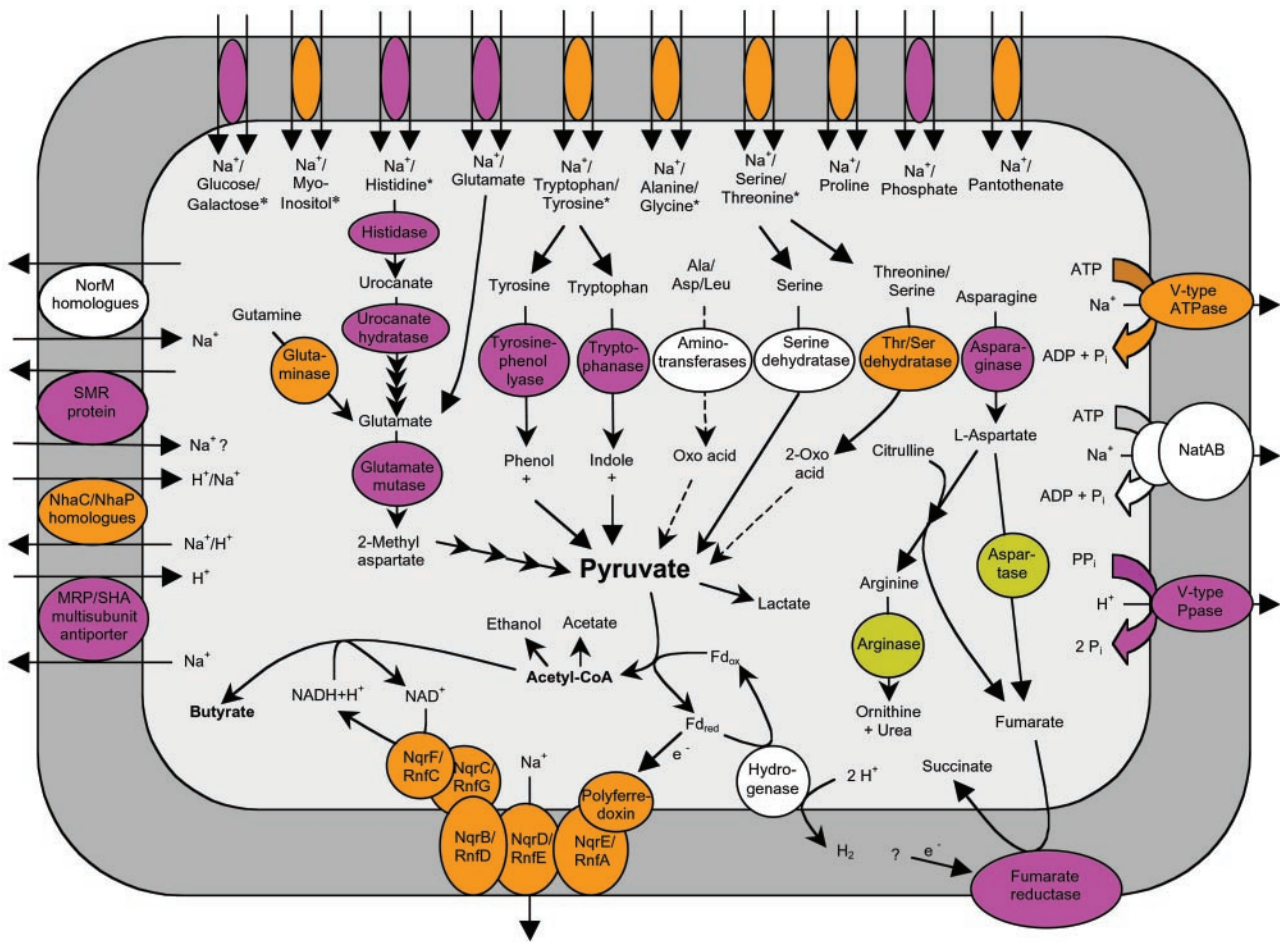 Na⁺/
Glucose/
Galactose*
Na⁺/
Myo-
Inositol*
Na⁺/
Histidine*
Na⁺/
Glutamate
Na⁺/
Tryptophan/
Tyrosine*
Na⁺/
Alanine/
Glycine*
Na⁺/
Serine/
Threonine*
Na⁺/
Proline
Na⁺/
Phosphate
Na⁺/
Pantothenate
Histidase
Urocanate
Urocanate
hydratase
Gutamine
Gluta-
minase
Glutamate
Glutamate
mutase
2-Methyl
aspartate
Tyrosine
Tyrosine-
phenol
lyase
Phenol
+
Tryptophan
Trypto-
phanase
Indole
+
Ala/
Asp/Leu
Amino-
transferases
Oxo acid
Serine
Serine
dehydratase
Threonine/
Serine
Thr/Ser
dehydratase
2-Oxo
acid
Asparagine
Aspara-
ginase
L-Aspartate
Citrulline
Aspar-
tase
Arginine
Arginase
Ornithine
+ Urea
Fumarate
Pyruvate
Lactate
Ethanol
Acetate
Acetyl-CoA
Fd_ox
Fd_red
e⁻
Butyrate
NADH+H⁺
NAD⁺
NqrF/
RnfC
NqrC/
RnfG
NqrB/
RnfD
Na⁺
NqrD/
RnfE
NqrE/
RnfA
Polyferre-
doxin
Hydro-
genase
2 H⁺
H₂
Succinate
? e⁻
Fumarate
reductase
NorM
homologues
Na⁺
SMR
protein
Na⁺ ?
H⁺/Na⁺
NhaC/NhaP
homologues
Na⁺/H⁺
H⁺
MRP/SHA
multisubunit
antiporter
Na⁺
ATP
Na⁺
V-type
ATPase
ADP + Pᵢ
ATP
Na⁺
NatAB
ADP + Pᵢ
PPᵢ
H⁺
V-type
Ppase
2 Pᵢ